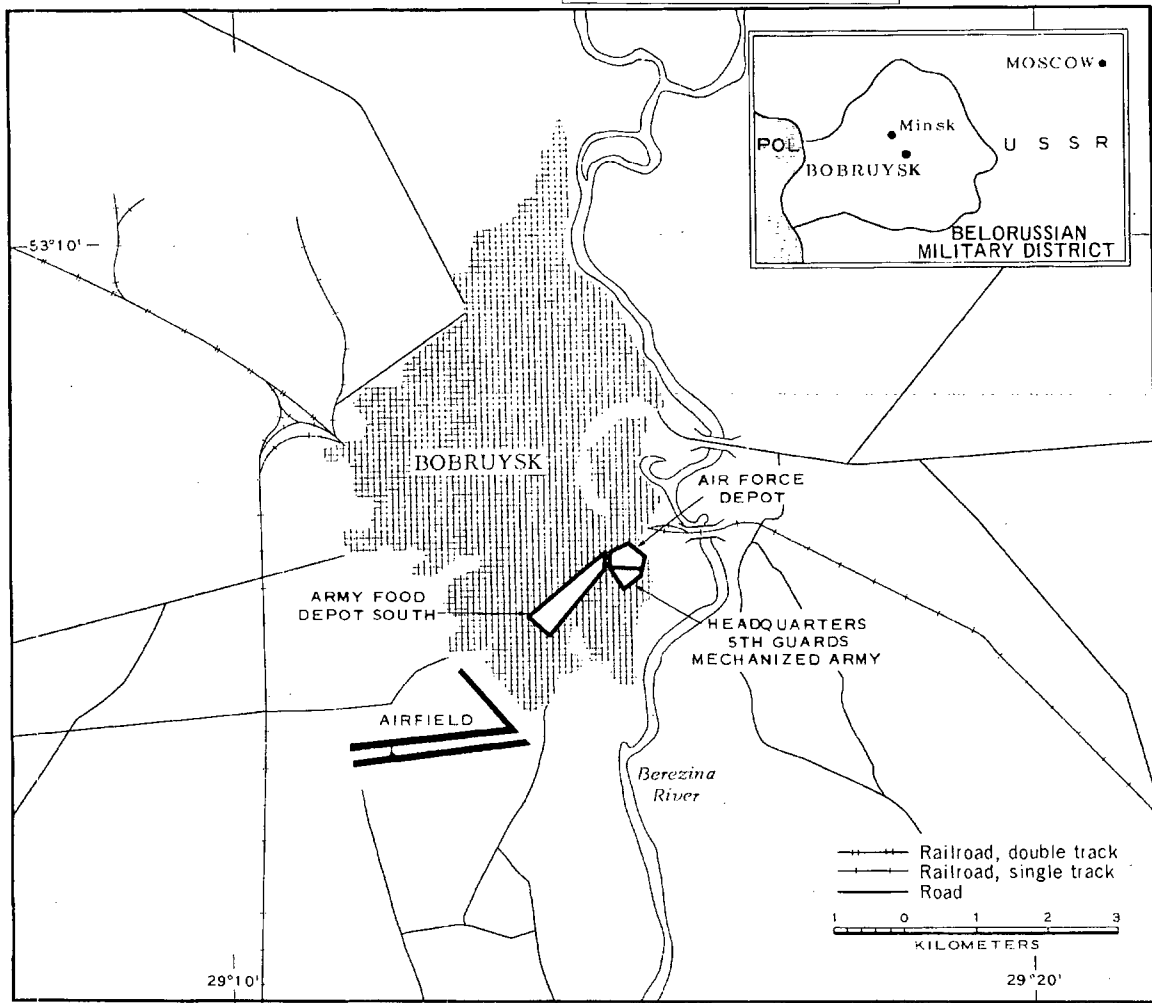 MOSCOW
Minsk
POL
U S S R
BOBRUYSK
BELORUSSIAN
MILITARY DISTRICT
53°10'
BOBRUYSK
AIR FORCE
DEPOT
ARMY FOOD
DEPOT SOUTH
HEADQUARTERS
5TH GUARDS
MECHANIZED ARMY
AIRFIELD
Berezina
River
Railroad, double track
Railroad, single track
Road
1 0 1 2 3
KILOMETERS
29°10'
29°20'